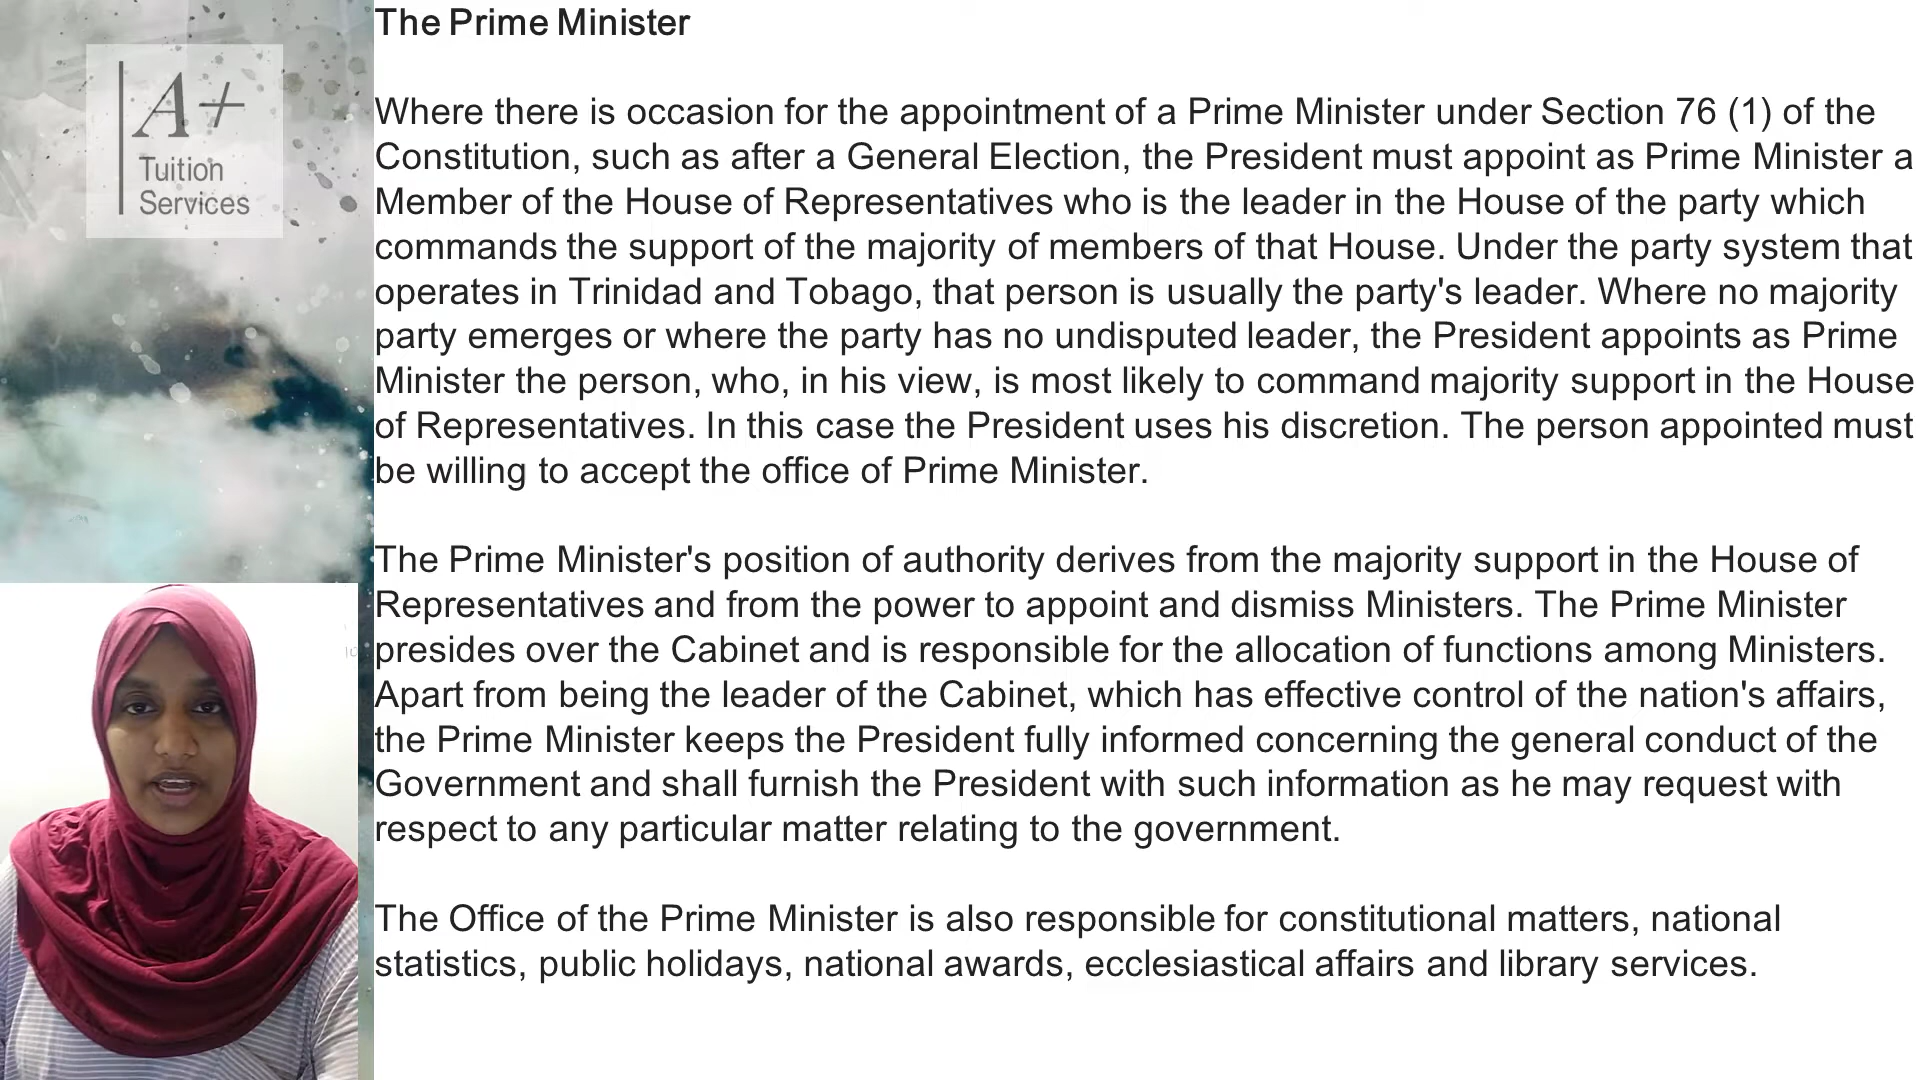 A+
Tuition
Services
The Prime Minister
Where there is occasion for the appointment of a Prime Minister under Section 76 (1) of the
Constitution, such as after a General Election, the President must appoint as Prime Minister a
Member of the House of Representatives who is the leader in the House of the party which
commands the support of the majority of members of that House. Under the party system that
operates in Trinidad and Tobago, that person is usually the party's leader. Where no majority
party emerges or where the party has no undisputed leader, the President appoints as Prime
Minister the person, who, in his view, is most likely to command majority support in the House
of Representatives. In this case the President uses his discretion. The person appointed must
be willing to accept the office of Prime Minister.
The Prime Minister's position of authority derives from the majority support in the House of
Representatives and from the power to appoint and dismiss Ministers. The Prime Minister
presides over the Cabinet and is responsible for the allocation of functions among Ministers.
Apart from being the leader of the Cabinet, which has effective control of the nation's affairs,
the Prime Minister keeps the President fully informed concerning the general conduct of the
Government and shall furnish the President with such information as he may request with
respect to any particular matter relating to the government.
The Office of the Prime Minister is also responsible for constitutional matters, national
statistics, public holidays, national awards, ecclesiastical affairs and library services.